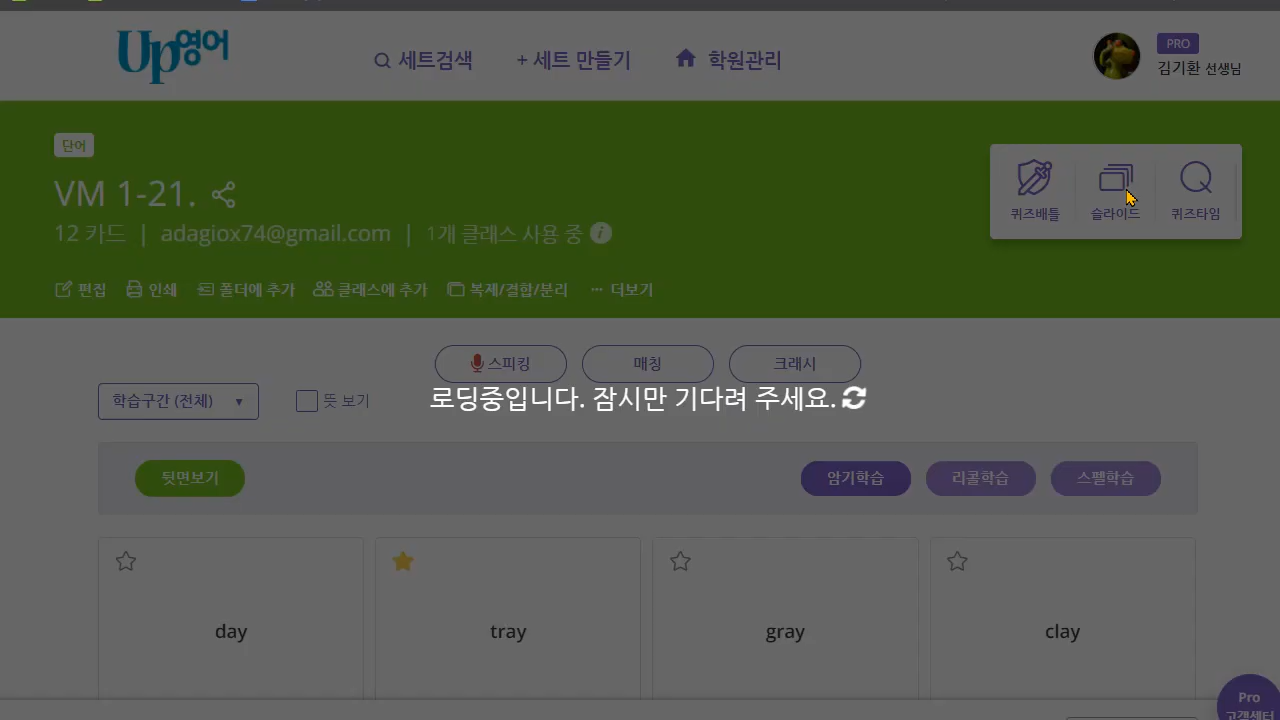 Up영어
세트검색
+ 세트 만들기
학원관리
PRO
김기환 선생님
단어
VM 1-21.
12 카드 | adagiox74@gmail.com | 1개 클래스 사용 중 i
퀴즈배틀
슬라이드
퀴즈타임
편집
인쇄
폴더에 추가
클래스에 추가
복제/결합/분리
··· 더보기
스피킹
매칭
크래시
로딩중입니다. 잠시만 기다려 주세요.
학습구간 (전체) ▼
뜻 보기
뒷면보기
암기학습
리콜학습
스펠학습
day
tray
gray
clay
Pro
고객센터